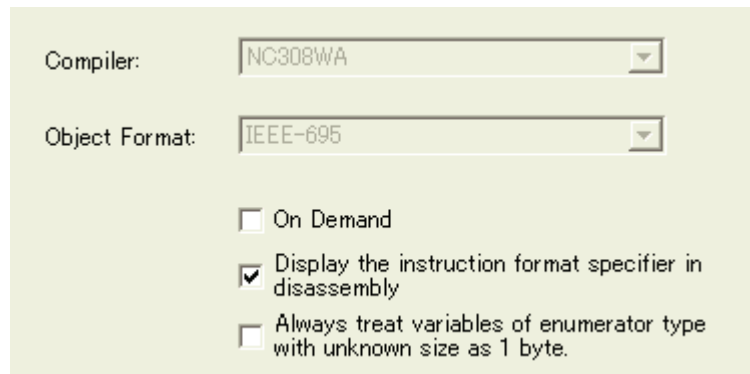 Compiler: NC308WA
Object Format: IEEE-695
On Demand
Display the instruction format specifier in
disassembly
Always treat variables of enumerator type
with unknown size as 1 byte.